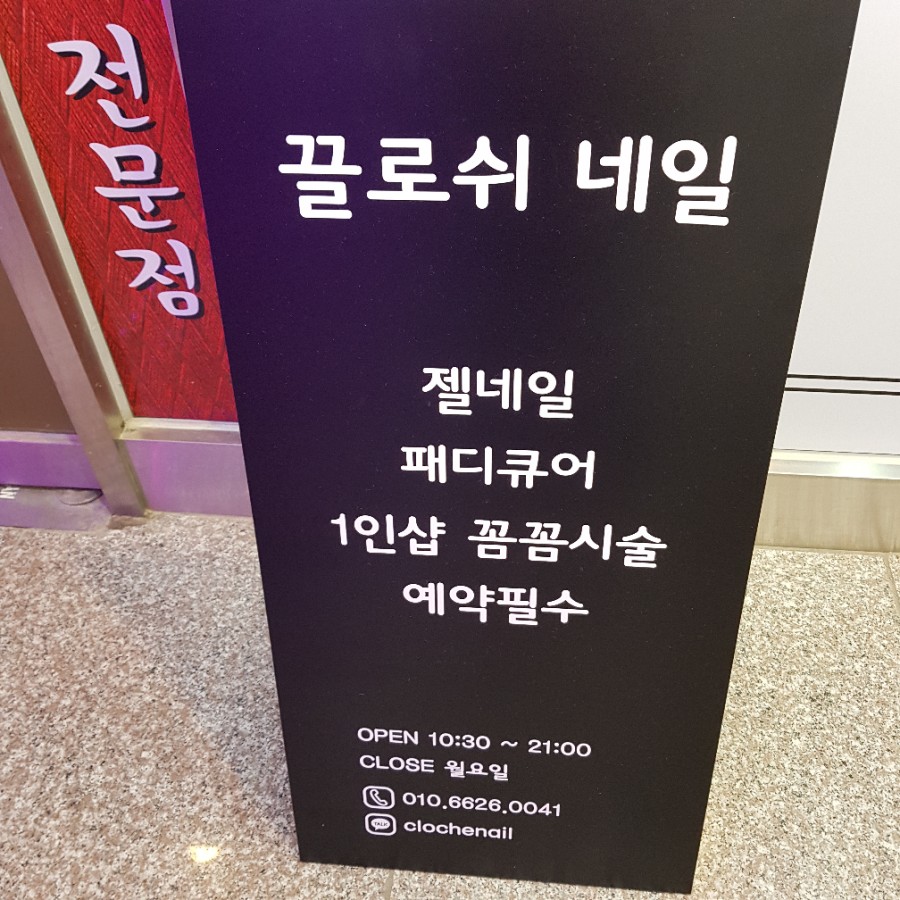 전문점
끌로쉬 네일
젤네일
패디큐어
1인샵 꼼꼼시술
예약필수
OPEN 10:30 ~ 21:00
CLOSE 월요일
010.6626.0041
TALK
clochenail